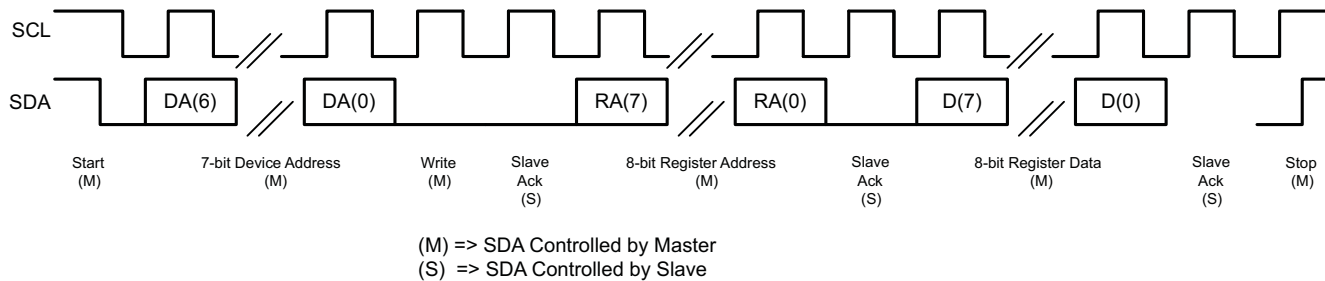 SCL
SDA
DA(6)
DA(0)
RA(7)
RA(0)
D(7)
D(0)
Start
(M)
7-bit Device Address
(M)
Write
(M)
Slave
Ack
(S)
8-bit Register Address
(M)
Slave
Ack
(S)
8-bit Register Data
(M)
Slave
Ack
(S)
Stop
(M)
(M) => SDA Controlled by Master
(S) => SDA Controlled by Slave